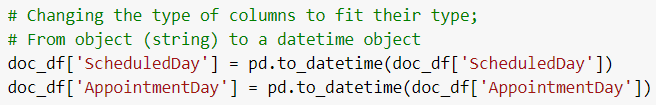 # Changing the type of columns to fit their type;
# From object (string) to a datetime object
doc_df['ScheduledDay'] = pd.to_datetime(doc_df['ScheduledDay'])
doc_df['AppointmentDay'] = pd.to_datetime(doc_df['AppointmentDay'])